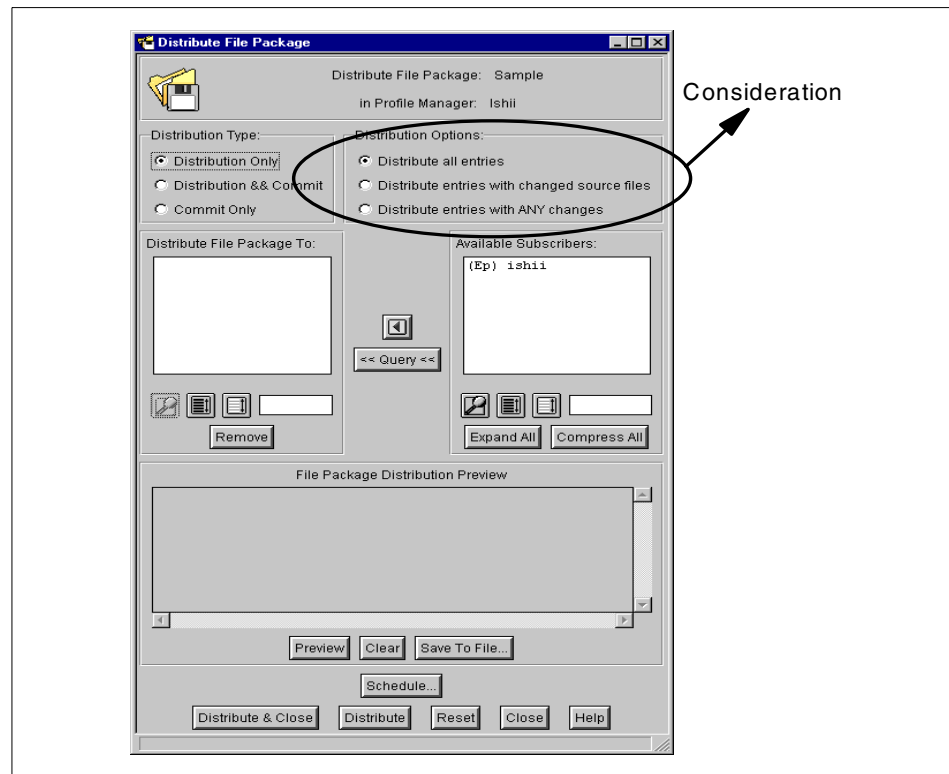 Distribute File Package
Distribute File Package: Sample
in Profile Manager: Ishii
Consideration
Distribution Type:
Distribution Only
Distribution && Commit
Commit Only
Distribution Options:
Distribute all entries
Distribute entries with changed source files
Distribute entries with ANY changes
Distribute File Package To:
Remove
<< Query <<
Available Subscribers:
(Ep) ishii
Expand All
Compress All
File Package Distribution Preview
Preview
Clear
Save To File...
Schedule...
Distribute & Close
Distribute
Reset
Close
Help